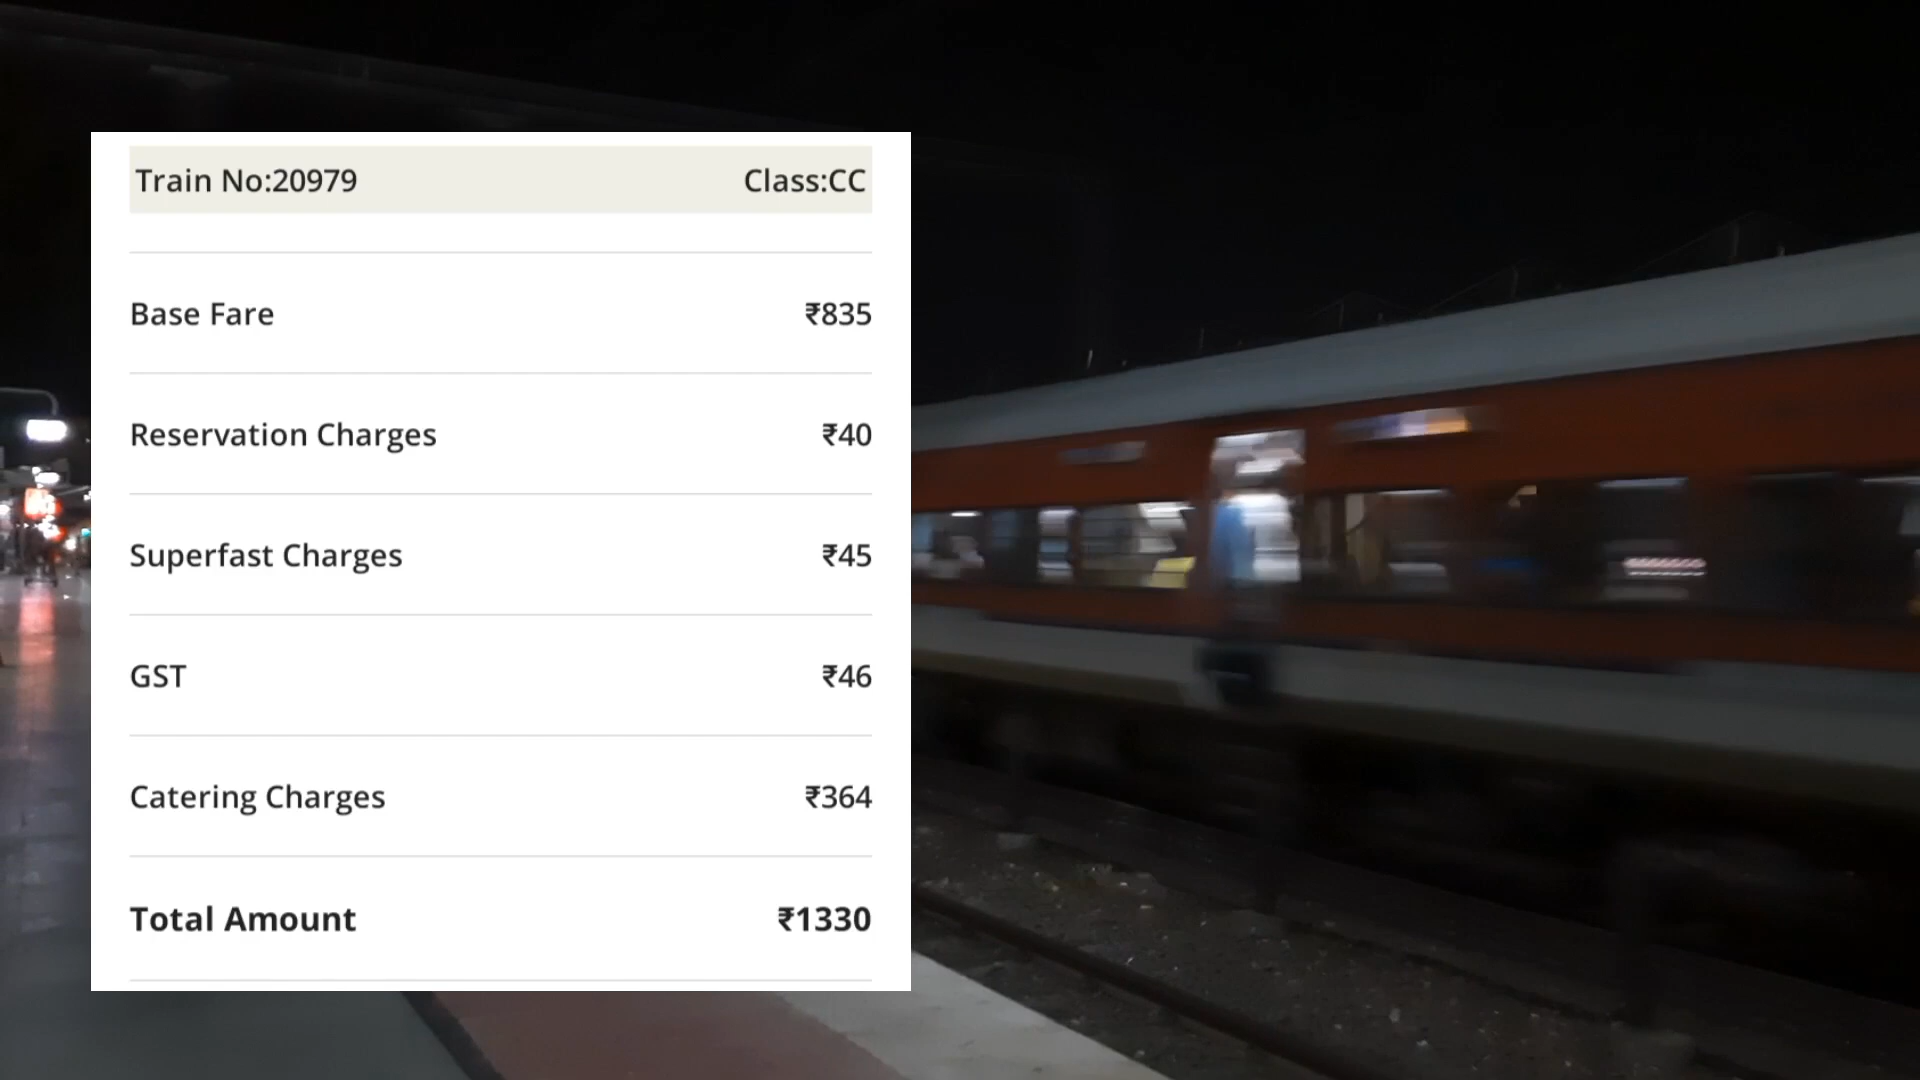 Train No:20979 Class:CC
Base Fare ₹835
Reservation Charges ₹40
Superfast Charges ₹45
GST ₹46
Catering Charges ₹364
Total Amount ₹1330